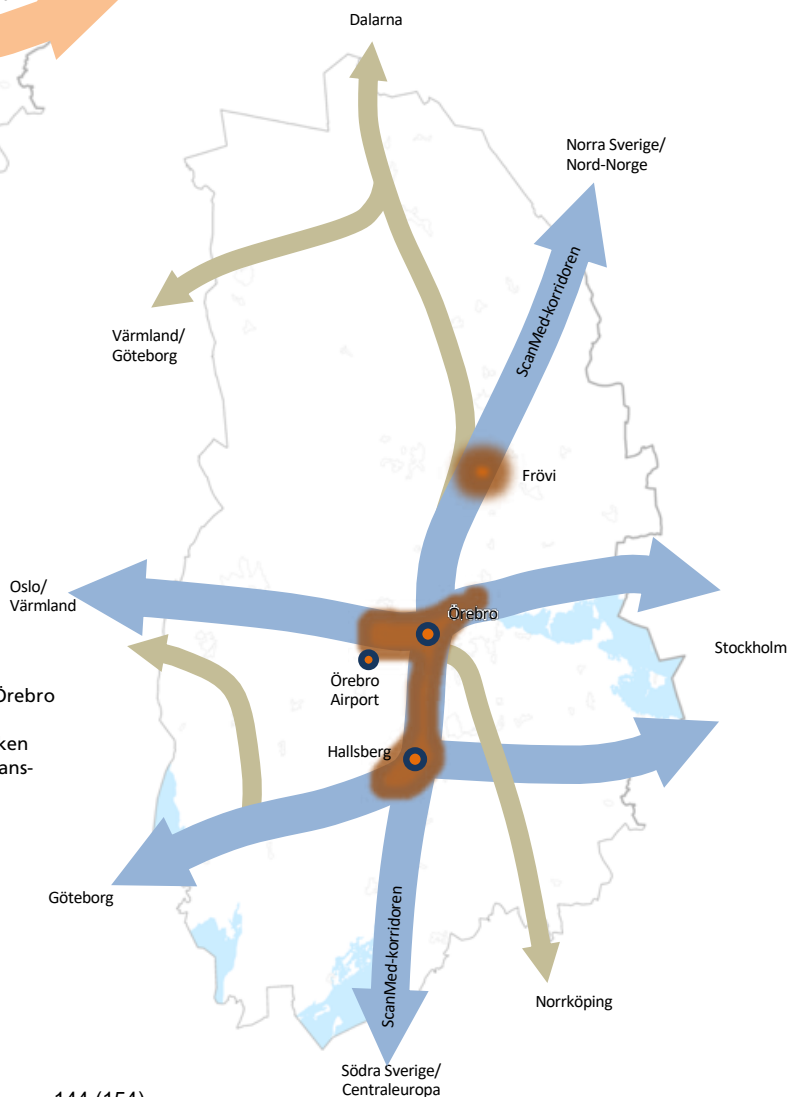 Dalarna
Norra Sverige/
Nord-Norge
ScanMed-korridoren
Värmland/
Göteborg
Frövi
Oslo/
Värmland
Örebro
Stockholm
Örebro
Airport
Örebro
ken
ans-
Hallsberg
Göteborg
ScanMed-korridoren
Norrköping
Södra Sverige/
Centraleuropa